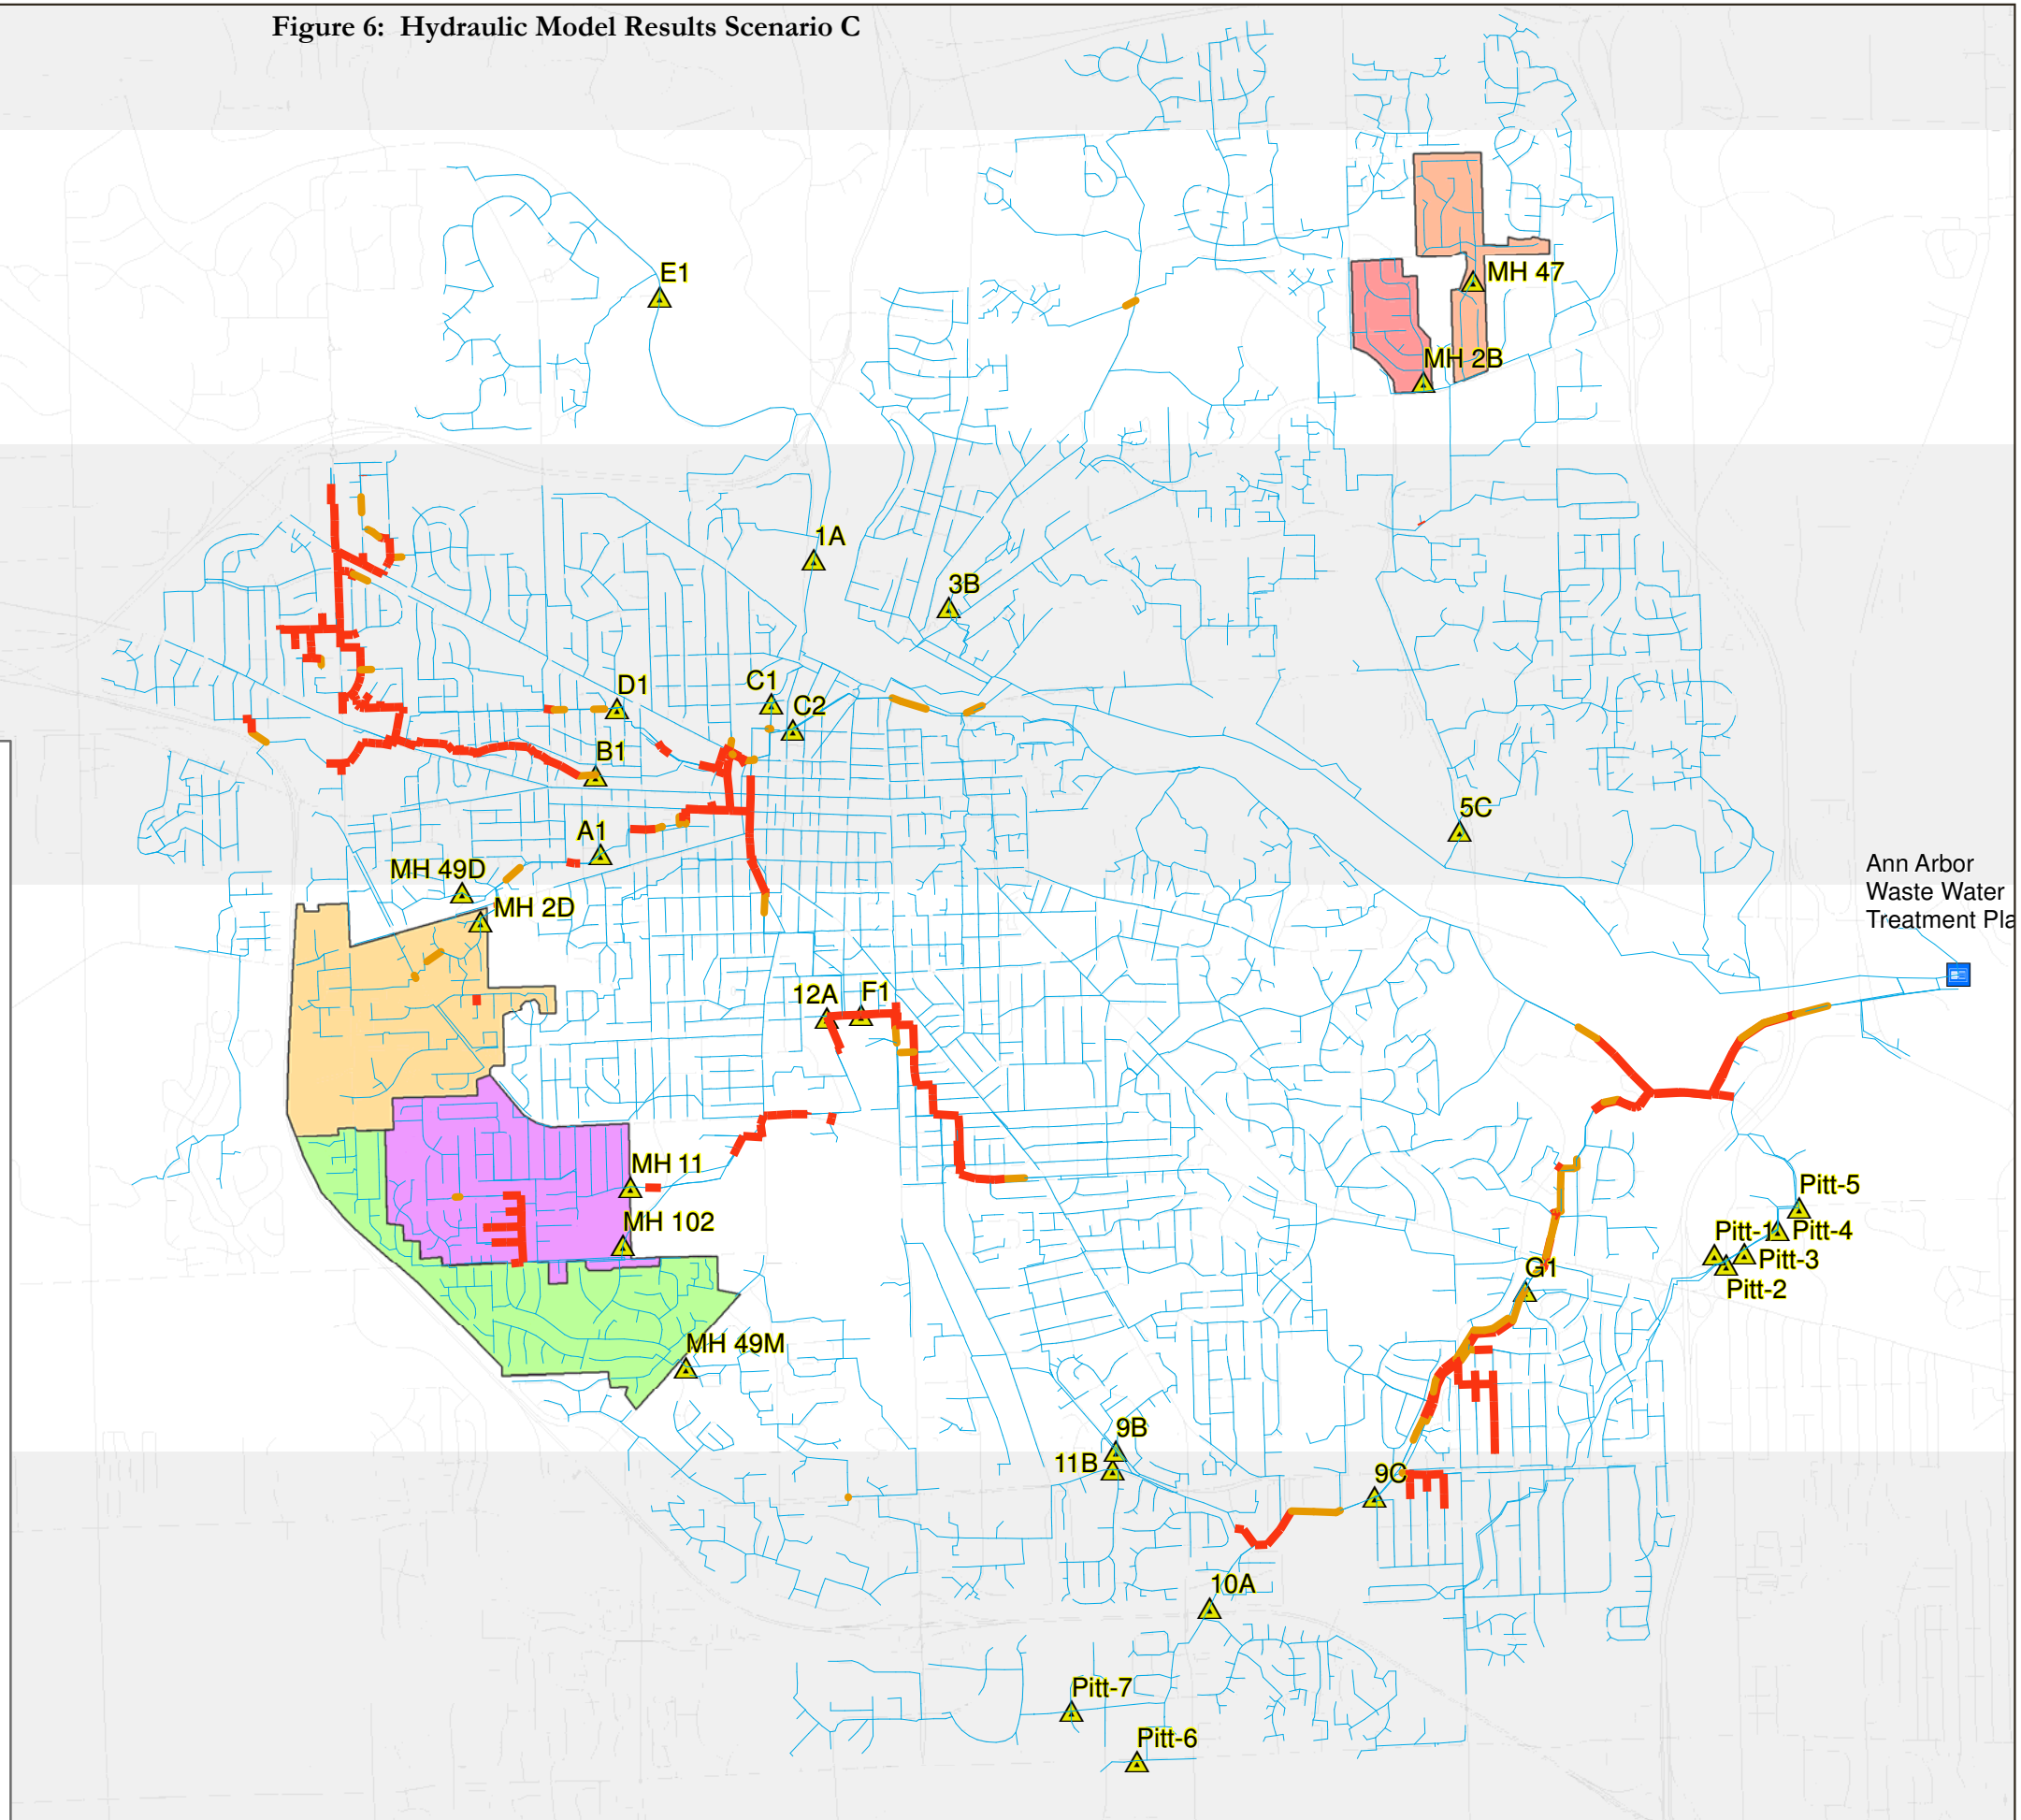 Figure 6: Hydraulic Model Results Scenario C
E1
MH 47
MH 2B
1A
3B
D1
C1
C2
B1
5C
A1
MH 49D
MH 2D
Ann Arbor
Waste Water
Treatment Pla
12A
F1
MH 11
MH 102
Pitt-5
Pitt-1
Pitt-4
Pitt-3
Pitt-2
G1
MH 49M
9B
11B
9C
10A
Pitt-7
Pitt-6